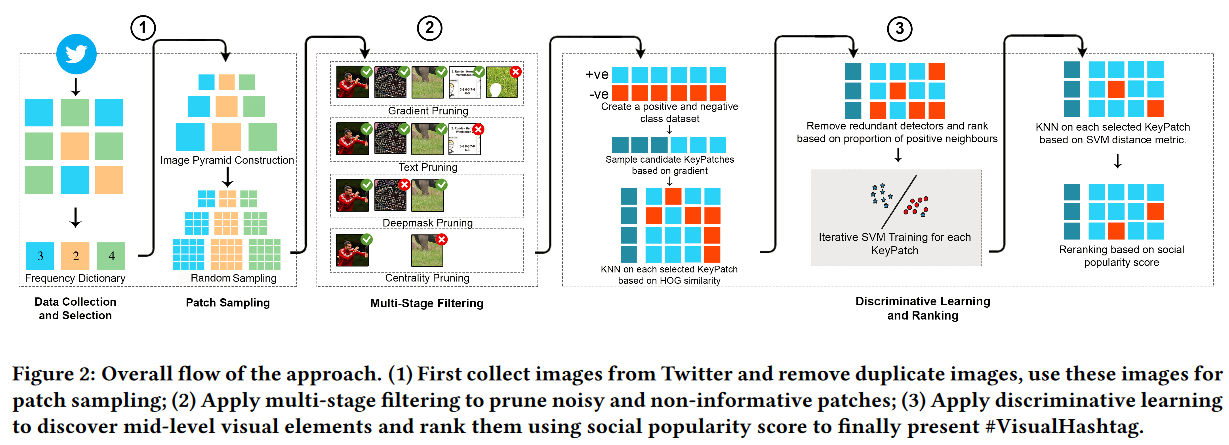 1
2
3
3 2 4
Frequency Dictionary
Data Collection
and Selection
Image Pyramid Construction
Random Sampling
Patch Sampling
Gradient Pruning
Text Pruning
Deepmask Pruning
Centrality Pruning
Multi-Stage Filtering
+ve
-ve
Create a positive and negative
class dataset
Sample candidate KeyPatches
based on gradient
KNN on each selected KeyPatch
based on HOG similarity
Remove redundant detectors and rank
based on proportion of positive neighbours
Iterative SVM Training for each
KeyPatch
KNN on each selected KeyPatch
based on SVM distance metric.
Reranking based on social
popularity score
Discriminative Learning
and Ranking
Figure 2: Overall flow of the approach. (1) First collect images from Twitter and remove duplicate images, use these images for
patch sampling; (2) Apply multi-stage filtering to prune noisy and non-informative patches; (3) Apply discriminative learning
to discover mid-level visual elements and rank them using social popularity score to finally present #VisualHashtag.